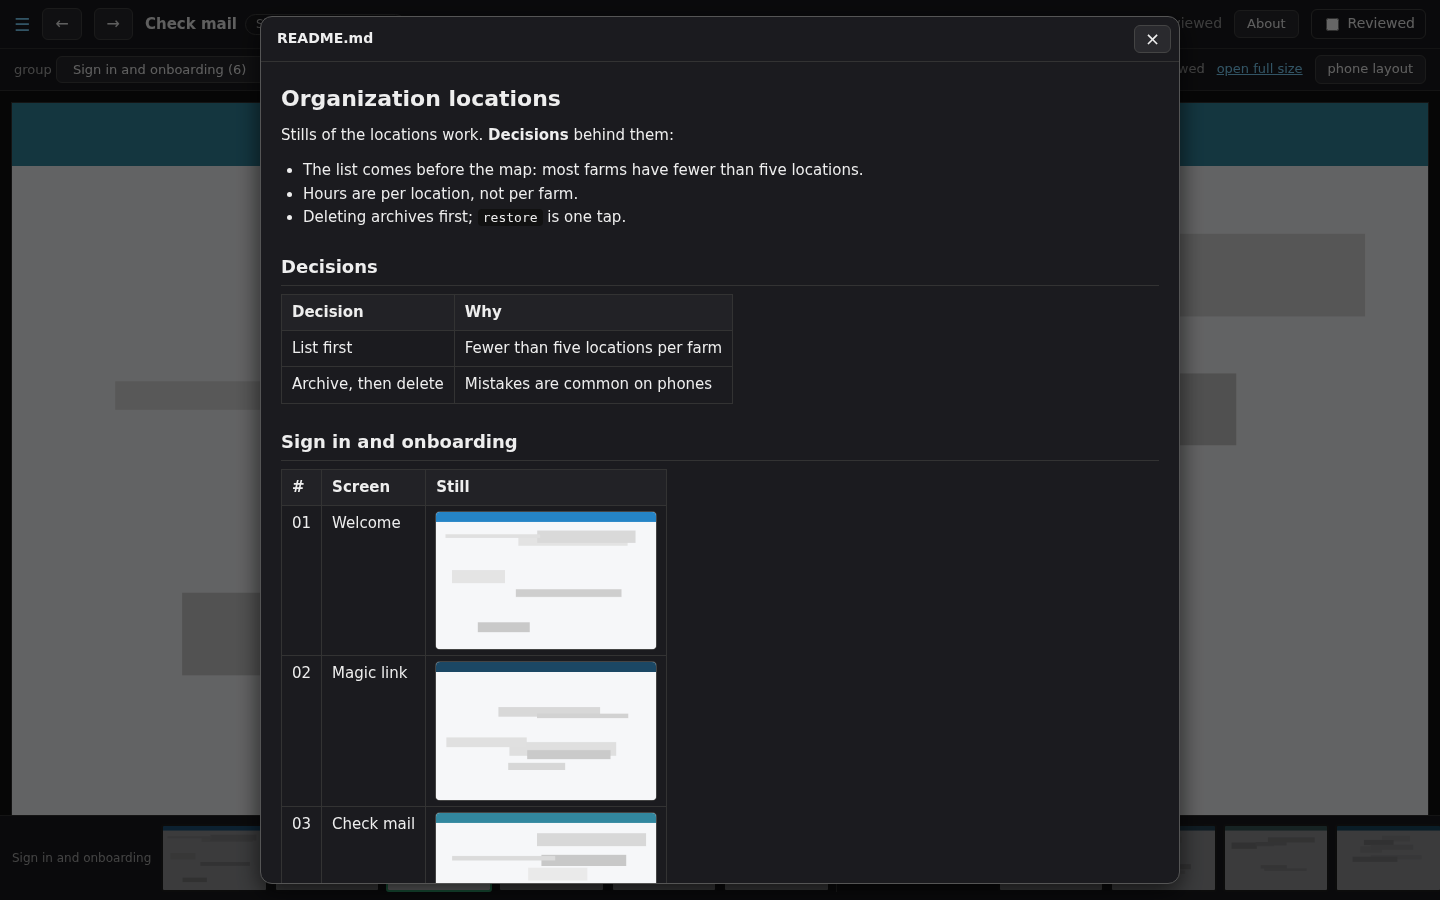 ☰ ← → Check mail
About
Reviewed
README.md
✕
group
Sign in and onboarding (6)
open full size
phone layout
Organization locations
Stills of the locations work. Decisions behind them:
• The list comes before the map: most farms have fewer than five locations.
• Hours are per location, not per farm.
• Deleting archives first; restore is one tap.
Decisions
Decision Why
List first Fewer than five locations per farm
Archive, then delete Mistakes are common on phones
Sign in and onboarding
# Screen Still
01 Welcome
02 Magic link
03 Check mail
Sign in and onboarding